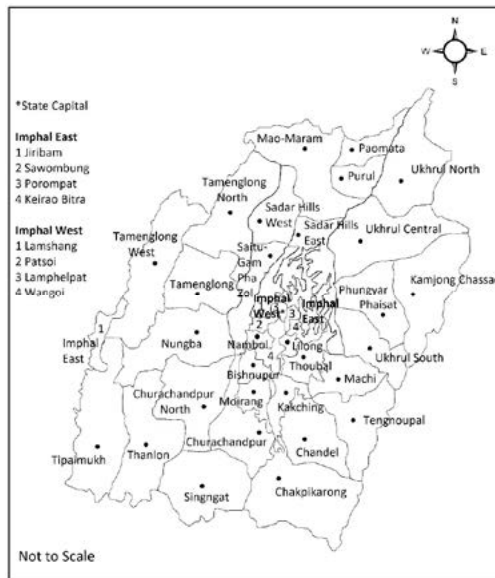 N
W E
S
*State Capital
Imphal East
1 Jiribam
2 Sawombung
3 Porompat
4 Keirao Bitra
Imphal West
1 Lamshang
2 Patsoi
3 Lamphelpat
4 Wangoi
Mao-Maram
Paomata
Purul
Ukhrul North
Tamenglong
North
Sadar Hills
West
Sadar Hills
East
Ukhrul Central
Tamenglong
West
Saitu-
Gam
Pha
Zol
Tamenglong
Phungyar
Phaisat
Kamjong Chassad
Imphal
West
Imphal
East
3
2
4
4
1
Imphal
East
Nungba
Nambol
Lilong
Thoubal
Ukhrul South
Bishnupur
Machi
Churachandpur
North
Moirang
Kakching
Tengnoupal
Churachandpur
Chandel
Tipaimukh
Thanlon
Singngat
Chakpikarong
Not to Scale